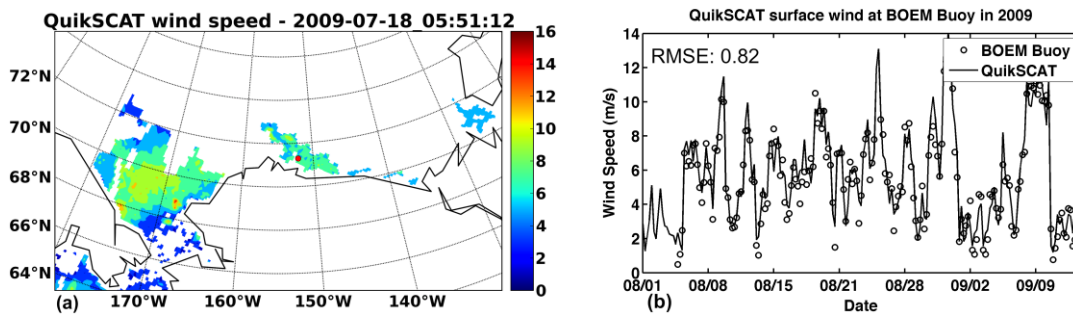 QuikSCAT wind speed - 2009-07-18_05:51:12
72°N
70°N
68°N
66°N
64°N
170°W
160°W
150°W
140°W
(a)
16
14
12
10
8
6
4
2
0
QuikSCAT surface wind at BOEM Buoy in 2009
RMSE: 0.82
BOEM Buoy
QuikSCAT
Wind Speed (m/s)
14
12
10
8
6
4
2
0
08/01
08/08
08/15
08/21
08/28
09/02
09/09
(b)
Date